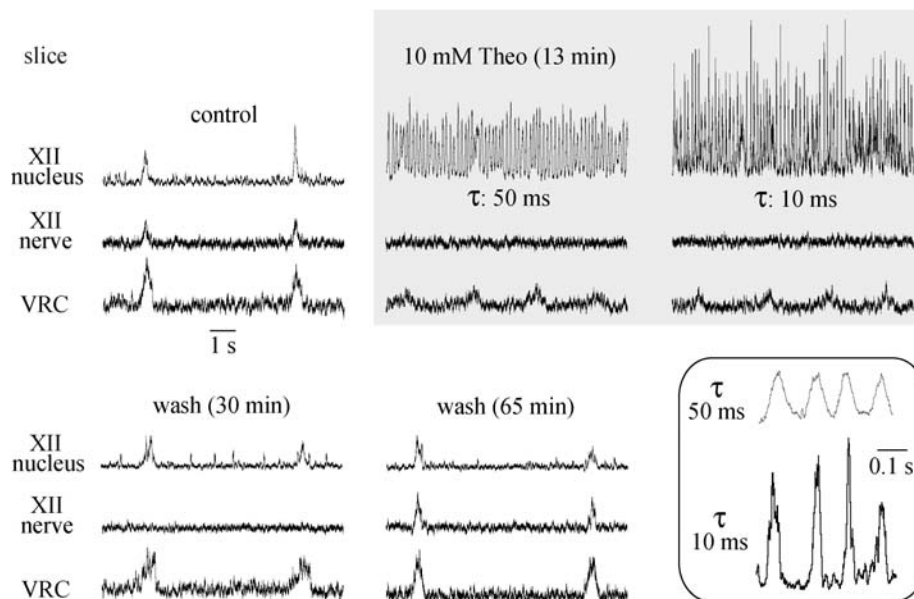 slice
control
XII
nucleus
XII
nerve
VRC
1 s
10 mM Theo (13 min)
τ: 50 ms
τ: 10 ms
wash (30 min)
wash (65 min)
XII
nucleus
XII
nerve
VRC
τ
50 ms
0.1 s
τ
10 ms